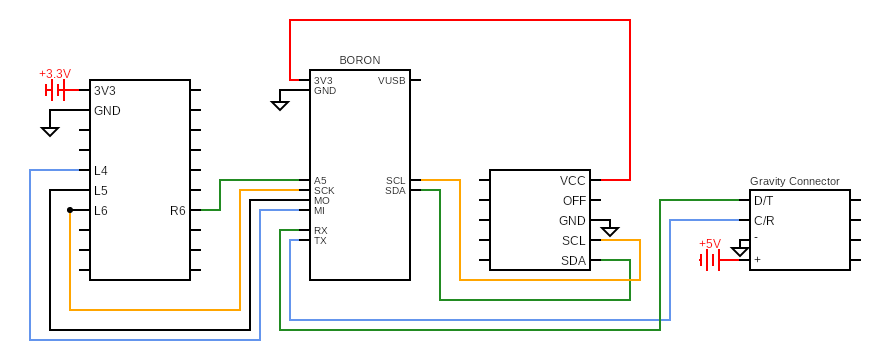 BORON
+3.3V
3V3
GND
L4
L5
L6
R6
3V3
GND
VUSB
A5
SCK
MO
MI
RX
TX
SCL
SDA
VCC
OFF
GND
SCL
SDA
Gravity Connector
D/T
C/R
-
+
+5V